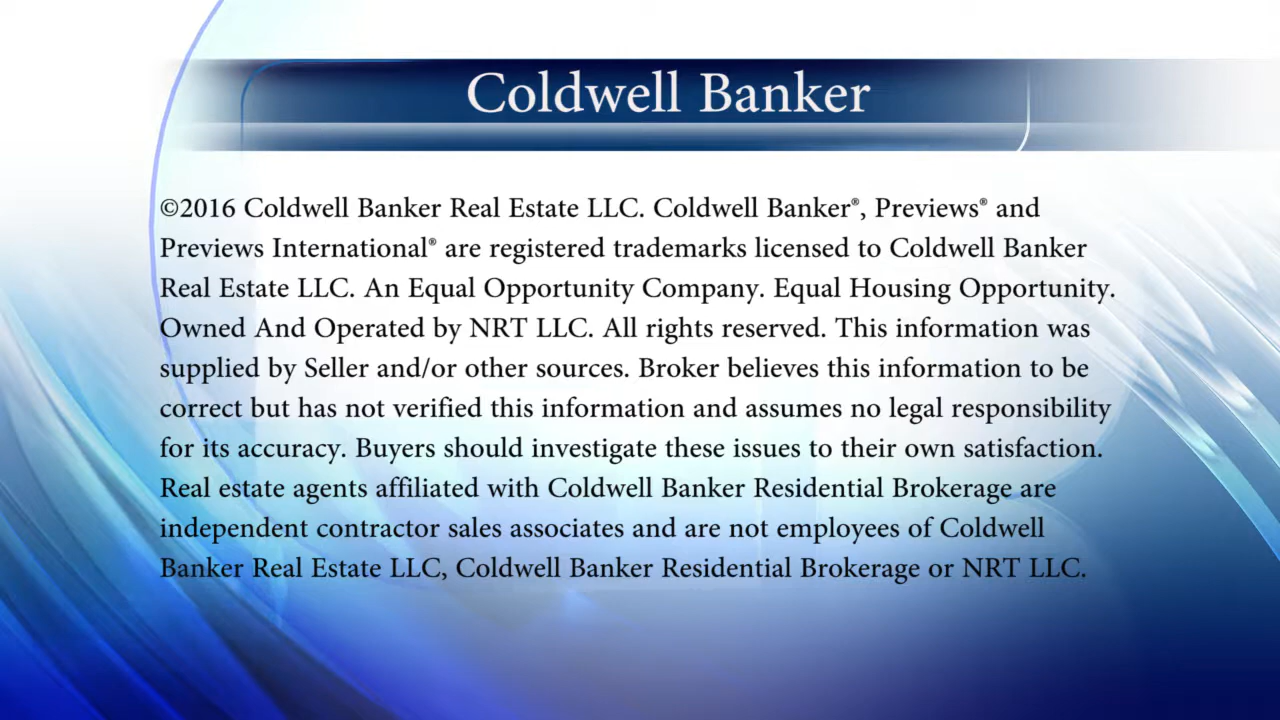 Coldwell Banker
©2016 Coldwell Banker Real Estate LLC. Coldwell Banker®, Previews® and
Previews International® are registered trademarks licensed to Coldwell Banker
Real Estate LLC. An Equal Opportunity Company. Equal Housing Opportunity.
Owned And Operated by NRT LLC. All rights reserved. This information was
supplied by Seller and/or other sources. Broker believes this information to be
correct but has not verified this information and assumes no legal responsibility
for its accuracy. Buyers should investigate these issues to their own satisfaction.
Real estate agents affiliated with Coldwell Banker Residential Brokerage are
independent contractor sales associates and are not employees of Coldwell
Banker Real Estate LLC, Coldwell Banker Residential Brokerage or NRT LLC.